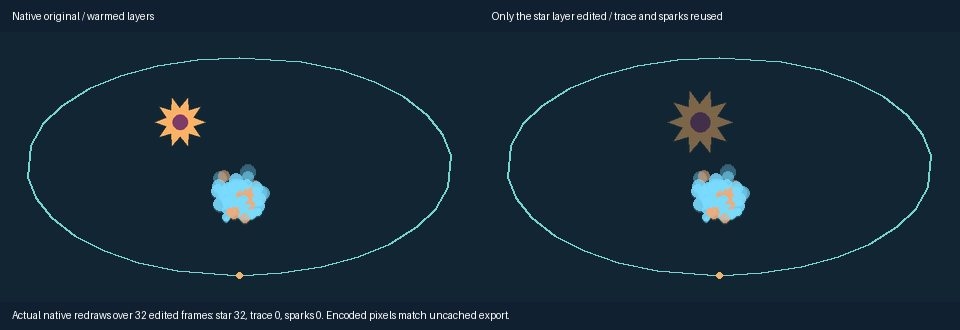 Native original / warmed layers
Only the star layer edited / trace and sparks reused
Actual native redraws over 32 edited frames: star 32, trace 0, sparks 0. Encoded pixels match uncached export.